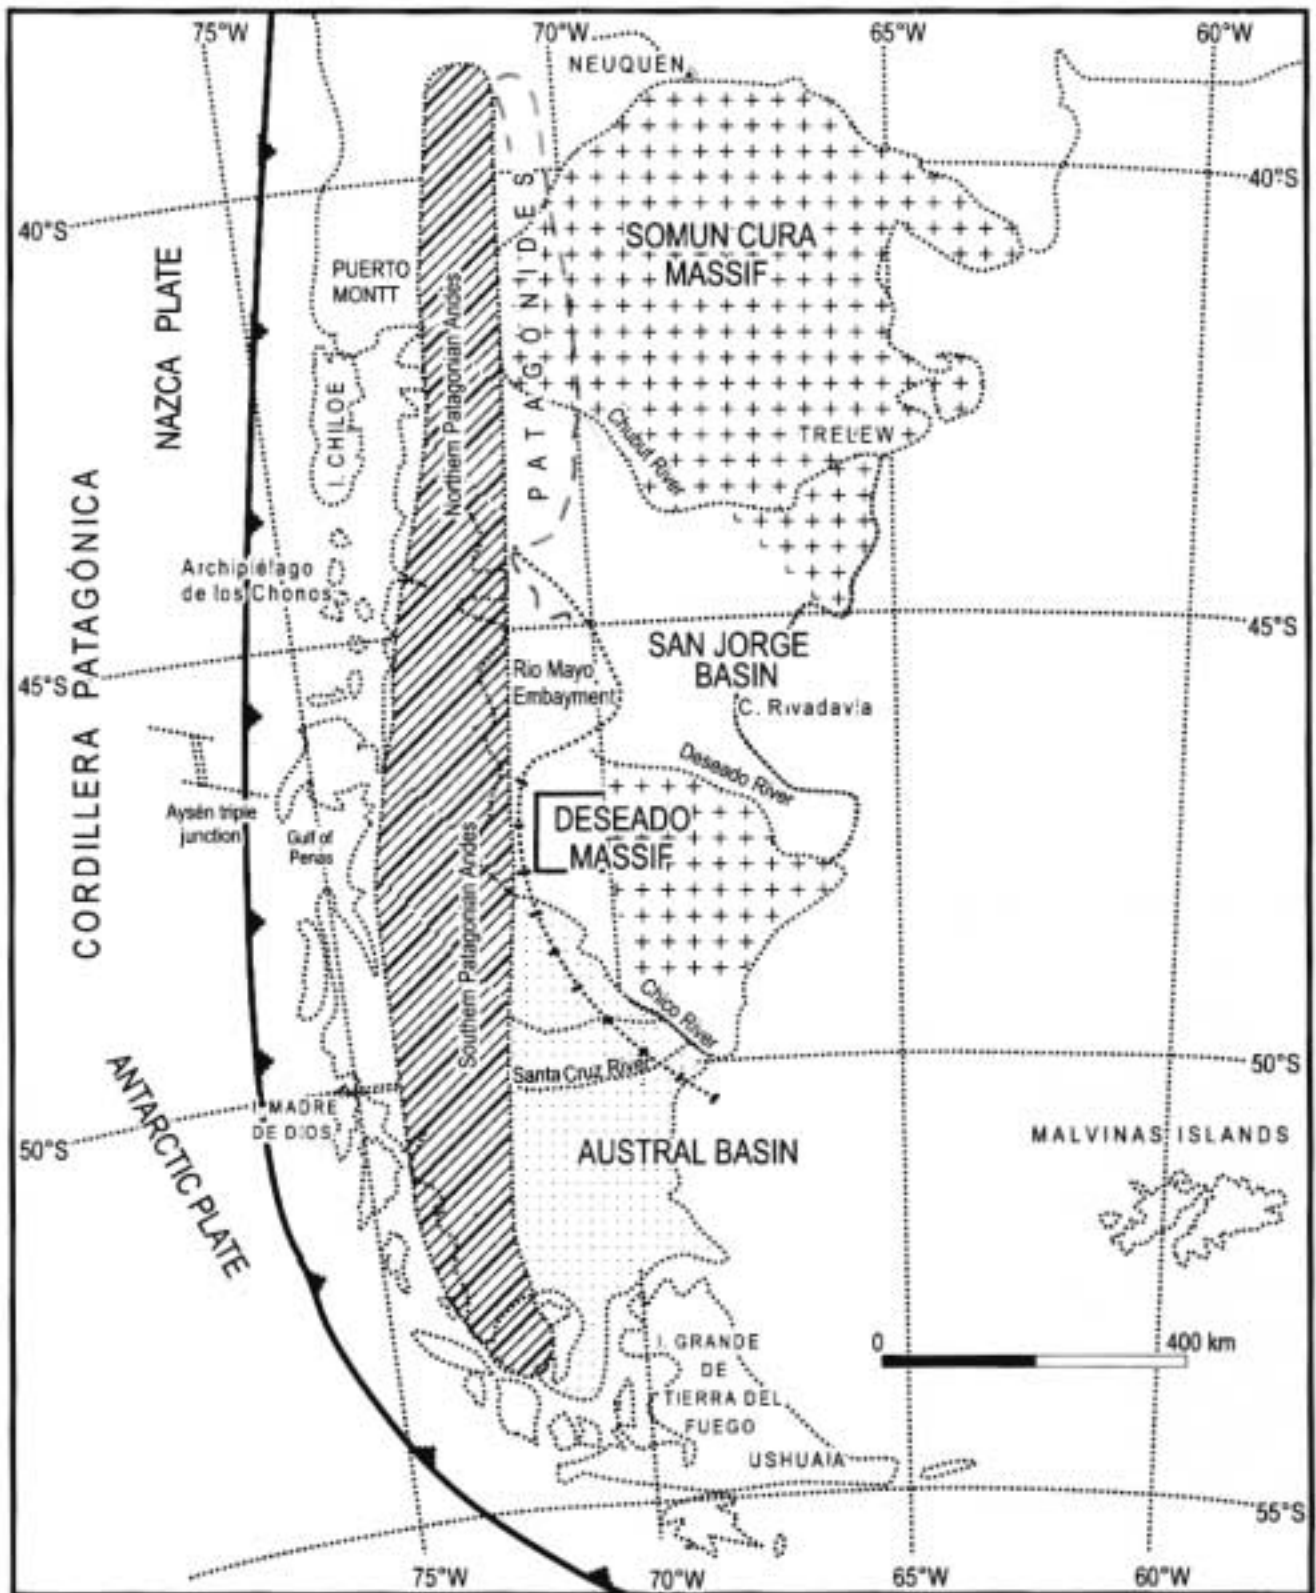 75°W
70°W
65°W
60°W
NEUQUEN
40°S
40°S
SOMUN CURA
MASSIF
PATAGÓNIDES
NAZCA PLATE
PUERTO
MONTT
Northern Patagonian Andes
I. CHILOE
Chubut River
TRELEW
CORDILLERA PATAGÓNICA
Archipiélago
de los Chonos
45°S
45°S
SAN JORGE
BASIN
Rio Mayo
Embayment
C. Rivadavia
Deseado River
Aysén triple
junction
Gulf of
Penas
DESEADO
MASSIF
Southern Patagonian Andes
Chico River
Santa Cruz River
50°S
50°S
ANTARCTIC PLATE
I. MADRE
DE DIOS
AUSTRAL BASIN
MALVINAS ISLANDS
0 400 km
I. GRANDE
DE
TIERRA DEL
FUEGO
USHUAIA
55°S
75°W
70°W
65°W
60°W